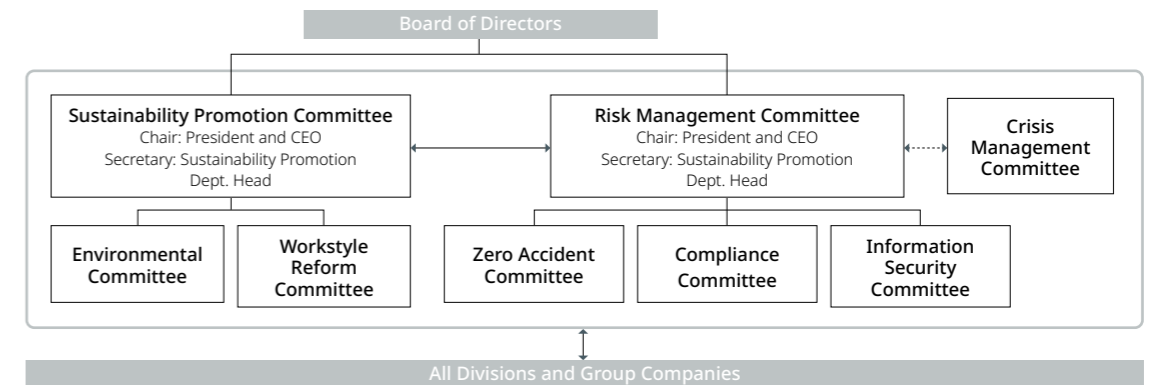 Board of Directors
Sustainability Promotion Committee
Chair: President and CEO
Secretary: Sustainability Promotion
Dept. Head
Risk Management Committee
Chair: President and CEO
Secretary: Sustainability Promotion
Dept. Head
Crisis
Management
Committee
Environmental
Committee
Workstyle
Reform
Committee
Zero Accident
Committee
Compliance
Committee
Information
Security
Committee
All Divisions and Group Companies